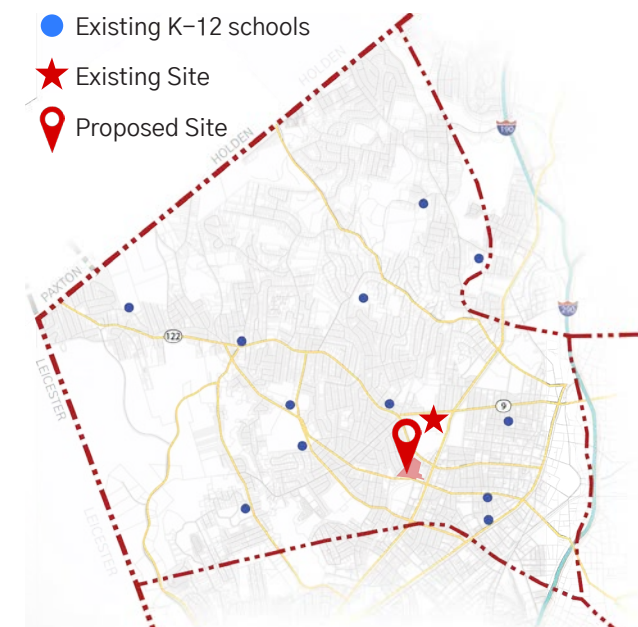 Existing K–12 schools
Existing Site
Proposed Site
HOLDEN
HOLDEN
190
PAXTON
290
122
LEICESTER
9
LEICESTER